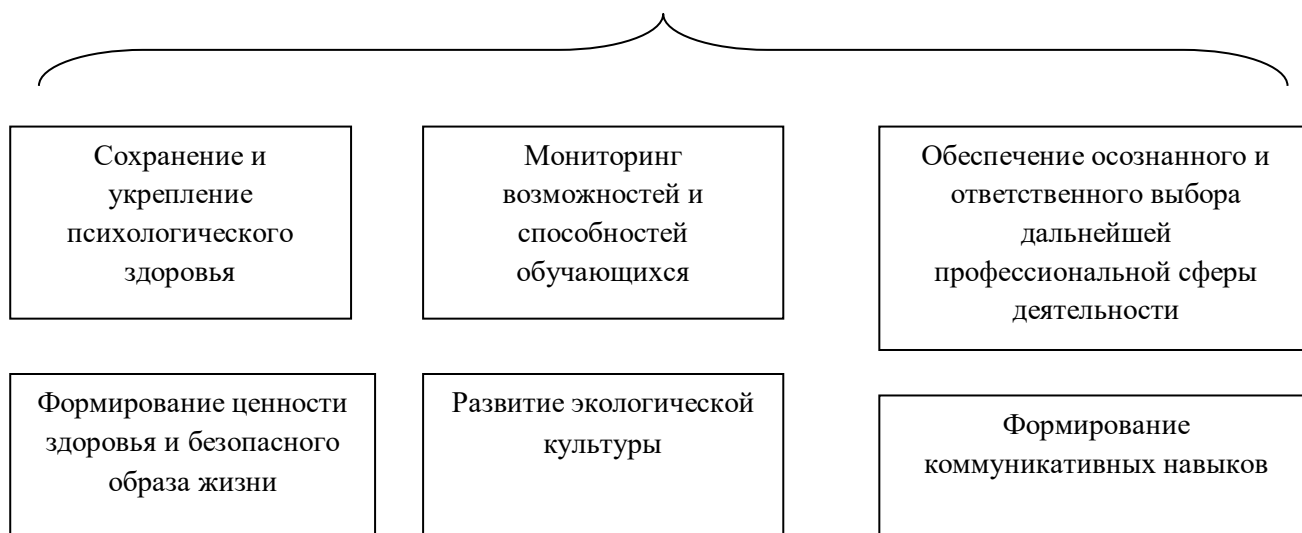 Сохранение и
укрепление
психологического
здоровья
Мониторинг
возможностей и
способностей
обучающихся
Обеспечение осознанного и
ответственного выбора
дальнейшей
профессиональной сферы
деятельности
Формирование ценности
здоровья и безопасного
образа жизни
Развитие экологической
культуры
Формирование
коммуникативных навыков